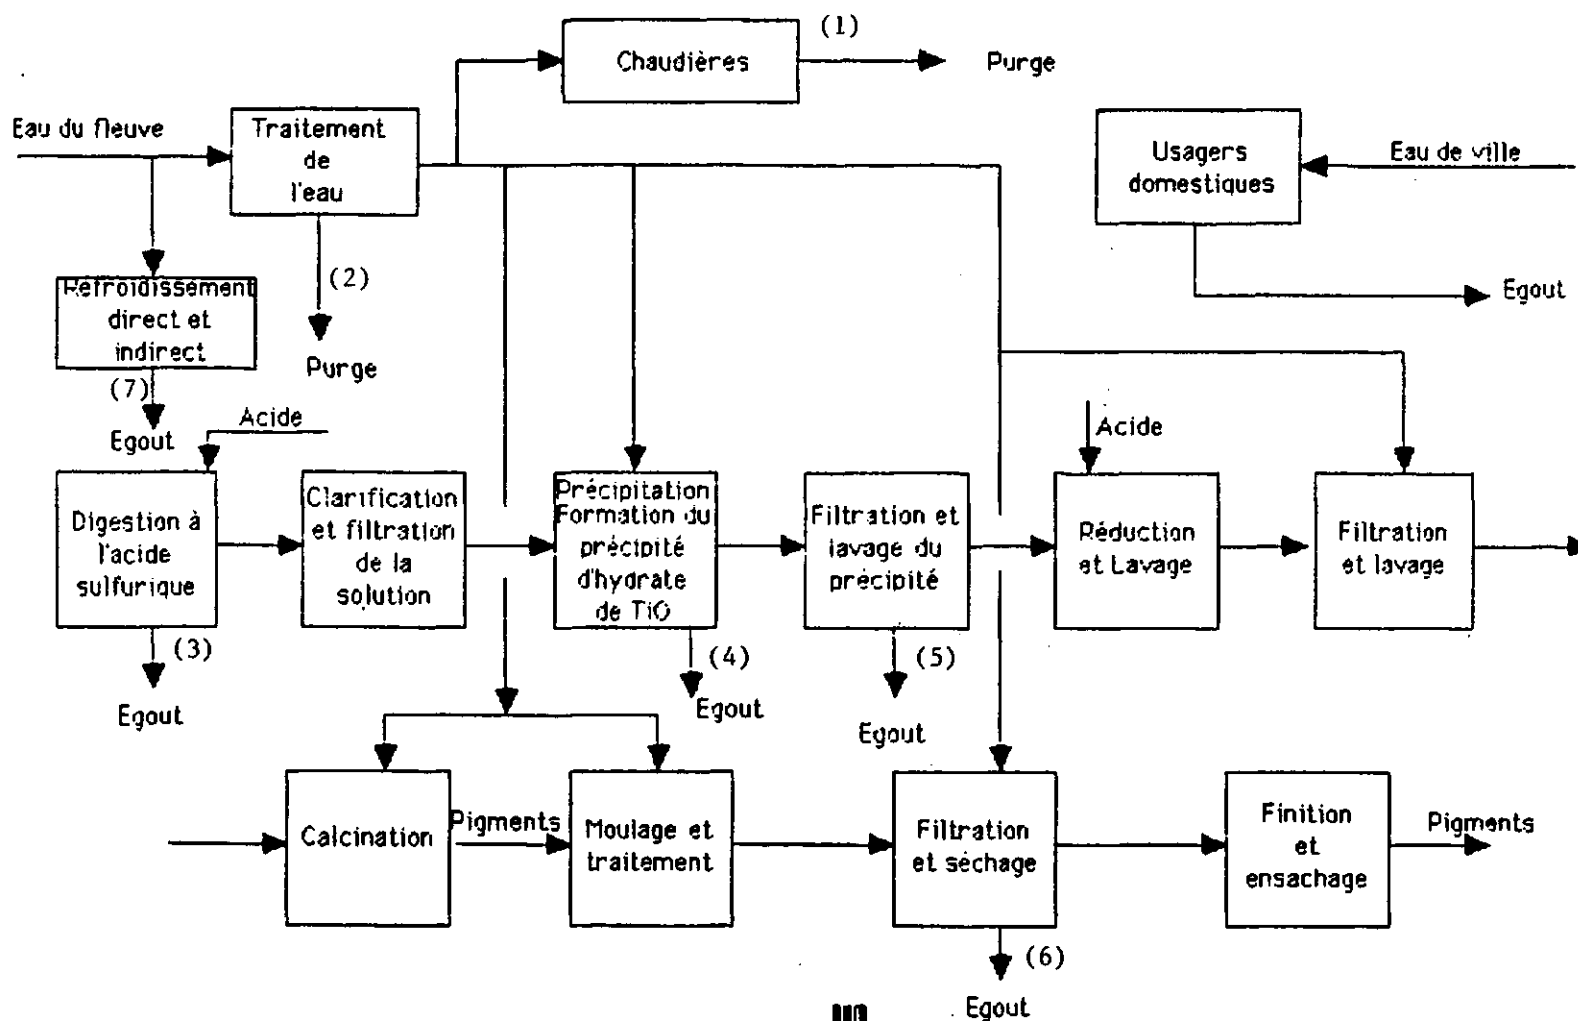 (1)
Chaudières
Purge
Eau du fleuve
Traitement
de
l'eau
Usagers
domestiques
Eau de ville
(2)
Purge
Egout
Refroidissement
direct et
indirect
(7)
Egout
Acide
Acide
Digestion à
l'acide
sulfurique
Clarification
et filtration
de la
solution
Précipitation
Formation du
précipité
d'hydrate
de TiO
Filtration et
lavage du
précipité
Réduction
et Lavage
Filtration
et lavage
(3)
Egout
(4)
Egout
(5)
Egout
Calcination
Pigments
Moulage et
traitement
Filtration
et séchage
Finition
et
ensachage
Pigments
(6)
Egout